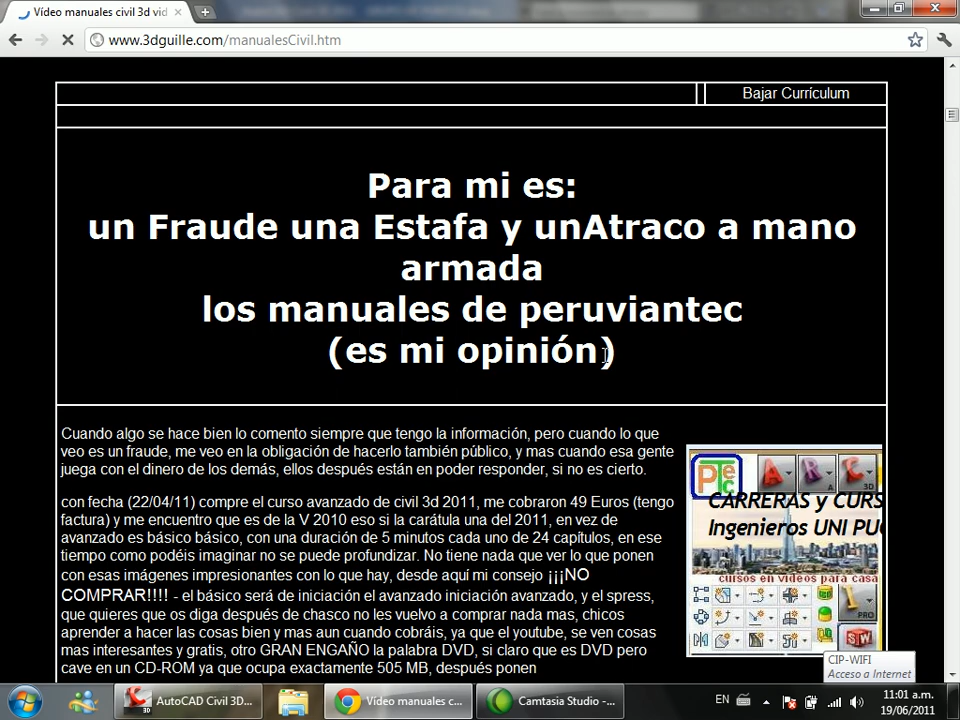 Vídeo manuales civil 3d vid
www.3dguille.com/manualesCivil.htm
Bajar Currículum
Para mi es:
un Fraude una Estafa y unAtraco a mano
armada
los manuales de peruviantec
(es mi opinión)
Cuando algo se hace bien lo comento siempre que tengo la información, pero cuando lo que
veo es un fraude, me veo en la obligación de hacerlo también público, y mas cuando esa gente
juega con el dinero de los demás, ellos después están en poder responder, si no es cierto.
con fecha (22/04/11) compre el curso avanzado de civil 3d 2011, me cobraron 49 Euros (tengo
factura) y me encuentro que es de la V 2010 eso si la carátula una del 2011, en vez de
avanzado es básico básico, con una duración de 5 minutos cada uno de 24 capítulos, en ese
tiempo como podéis imaginar no se puede profundizar. No tiene nada que ver lo que ponen
con esas imágenes impresionantes con lo que hay, desde aquí mi consejo ¡¡¡NO
COMPRAR!!!! - el básico será de iniciación el avanzado iniciación avanzado, y el spress,
que quieres que os diga después de chasco no les vuelvo a comprar nada mas, chicos
aprender a hacer las cosas bien y mas aun cuando cobráis, ya que el youtube, se ven cosas
mas interesantes y gratis, otro GRAN ENGAÑO la palabra DVD, si claro que es DVD pero
cave en un CD-ROM ya que ocupa exactamente 505 MB, después ponen
PTec
CARRERAS y CURS
Ingenieros UNI PU
cursos en videos para casa
PRO
SW
CIP-WIFI
Acceso a Internet
AutoCAD Civil 3D...
Vídeo manuales c...
Camtasia Studio -...
EN
11:01 a.m.
19/06/2011